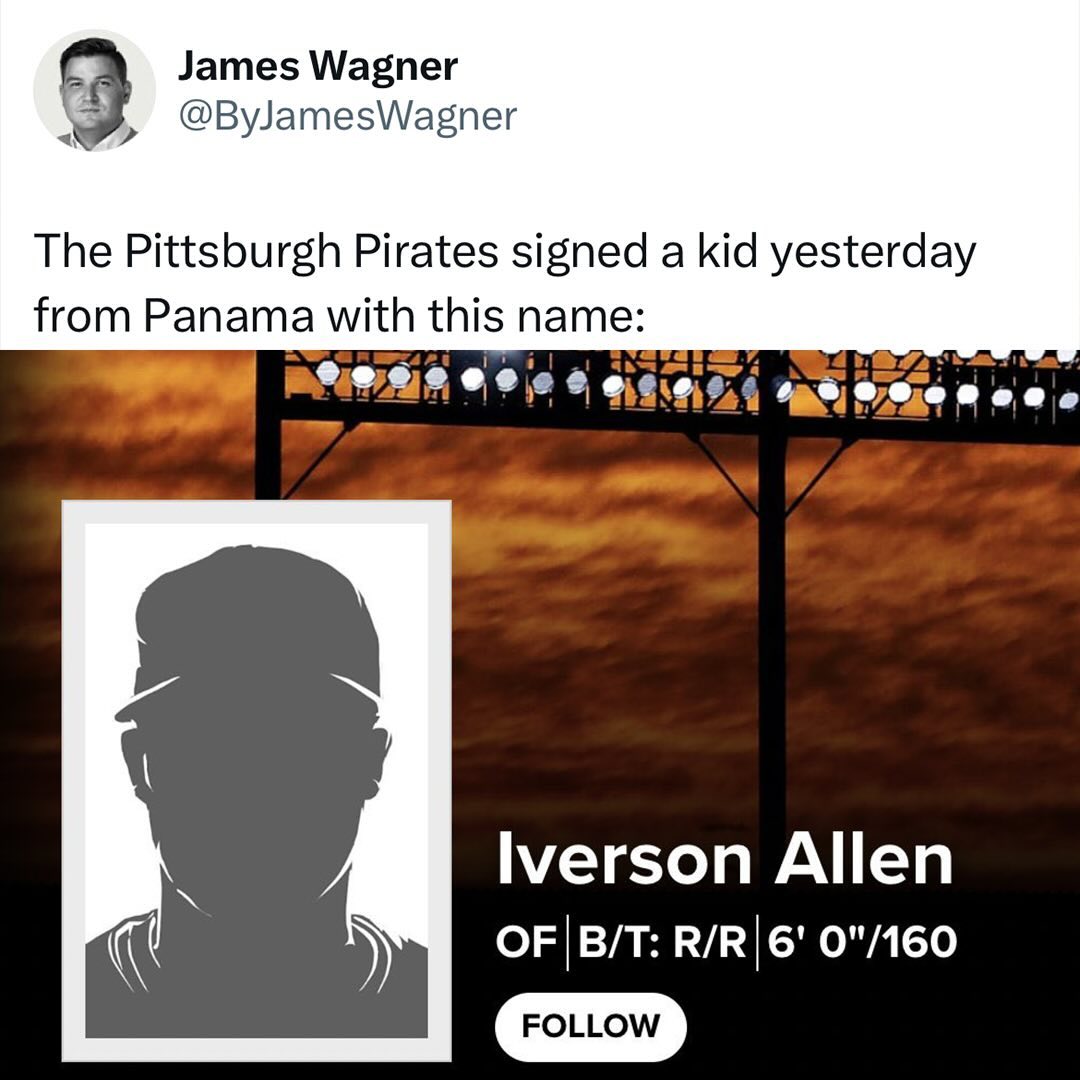 James Wagner
@ByJamesWagner
The Pittsburgh Pirates signed a kid yesterday
from Panama with this name:
Iverson Allen
OF|B/T: R/R|6' 0"/160
FOLLOW